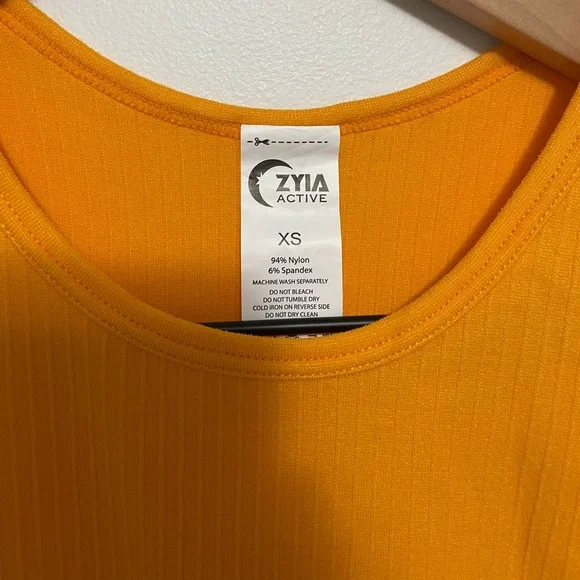 ZYIA
ACTIVE
XS
94% Nylon
6% Spandex
MACHINE WASH SEPARATELY
DO NOT BLEACH
DO NOT TUMBLE DRY
COLD IRON ON REVERSE SIDE
DO NOT DRY CLEAN